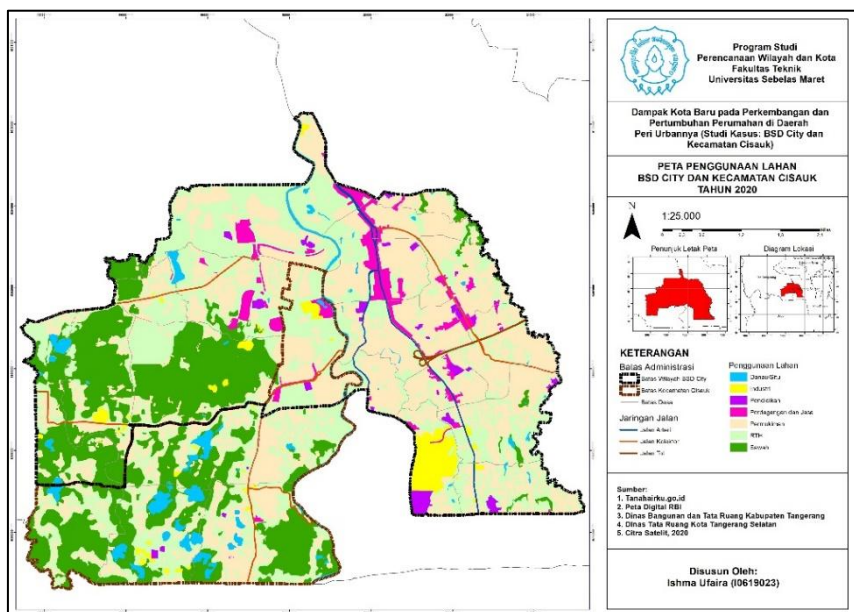 Program Studi
Perencanaan Wilayah dan Kota
Fakultas Teknik
Universitas Sebelas Maret
Dampak Kota Baru pada Perkembangan dan
Pertumbuhan Perumahan di Daerah
Peri Urbannya (Studi Kasus: BSD City dan
Kecamatan Cisauk)
PETA PENGGUNAAN LAHAN
BSD CITY DAN KECAMATAN CISAUK
TAHUN 2020
N
1:25.000
Penunjuk Letak Peta
Diagram Lokasi
KETERANGAN
Batas Administrasi
Batas Wilayah BSD City
Batas Kecamatan Cisauk
Batas Desa
Jaringan Jalan
Jalan Arteri
Jalan Kolektor
Jalan Tol
Penggunaan Lahan
Danau/Situ
Industri
Pendidikan
Perdagangan dan Jasa
Permukiman
RTH
Sawah
Sumber:
1. Tanahairku.go.id
2. Peta Digital RBI
3. Dinas Bangunan dan Tata Ruang Kabupaten Tangerang
4. Dinas Tata Ruang Kota Tangerang Selatan
5. Citra Satelit, 2020
Disusun Oleh:
Ishma Ufaira (I0619023)